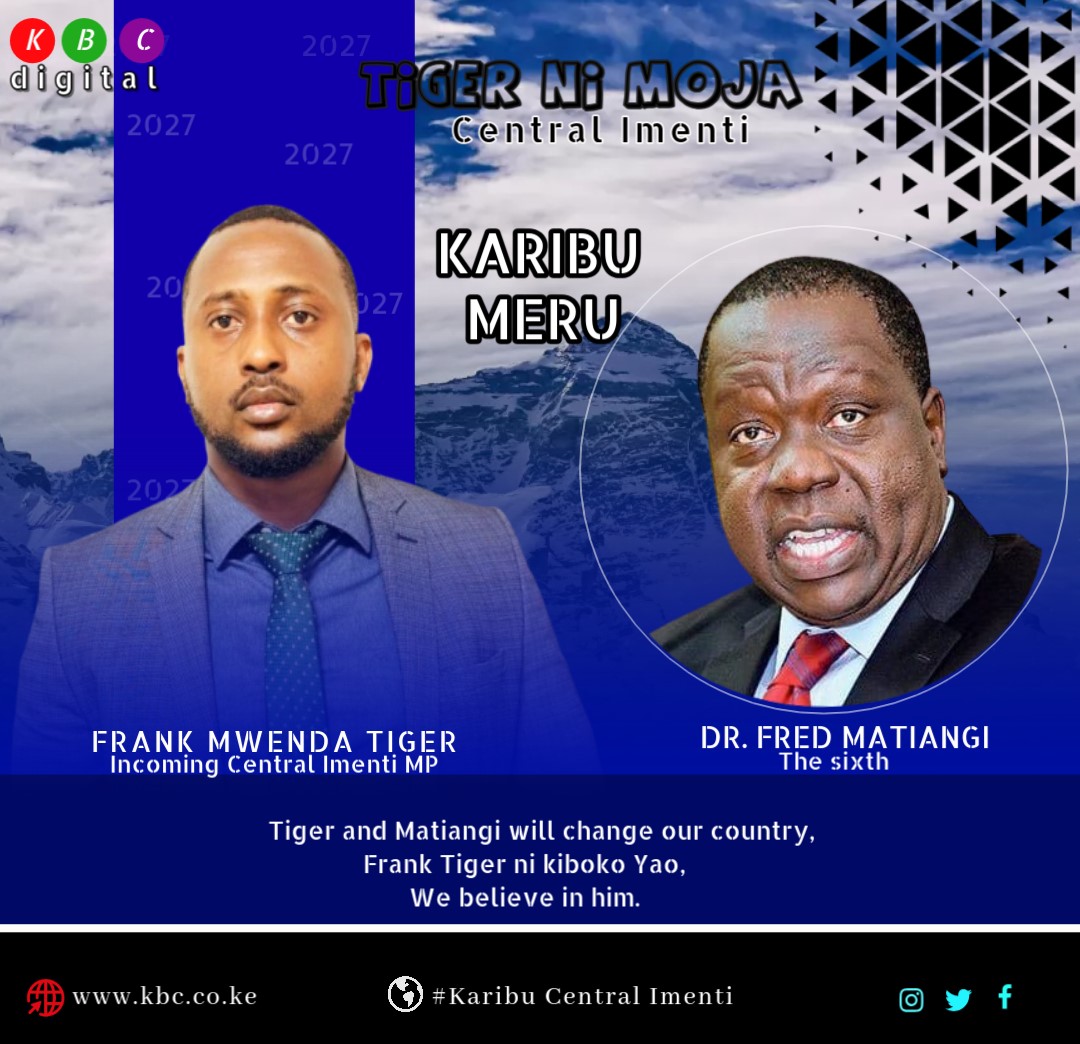 K B C
digital
2027
2027
2027
TiGER Ni MOJA
Central Imenti
KARIBU
MERU
20
027
2027
FRANK MWENDA TIGER
Incoming Central Imenti MP
DR. FRED MATIANGI
The sixth
Tiger and Matiangi will change our country,
Frank Tiger ni kiboko Yao,
We believe in him.
www.kbc.co.ke
#Karibu Central Imenti